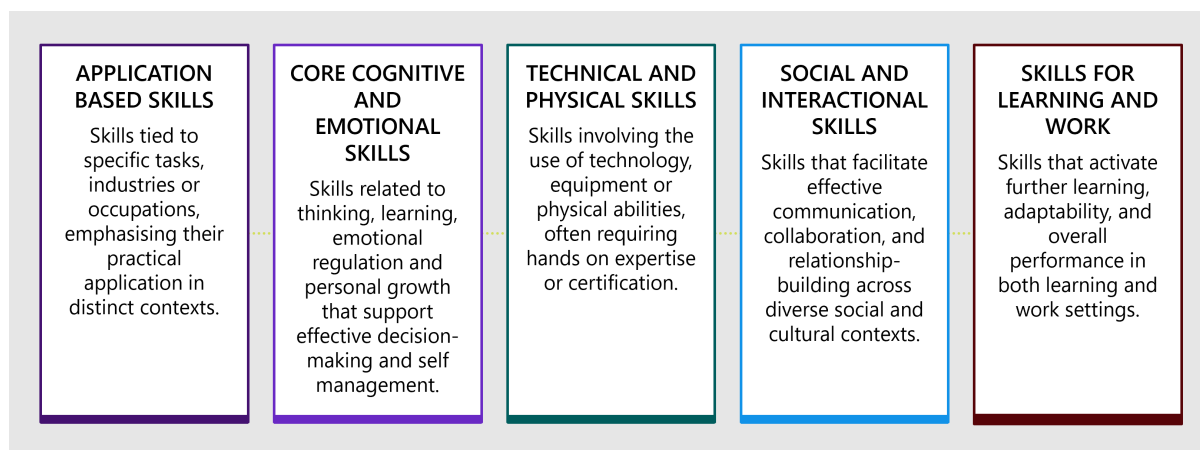 APPLICATION
BASED SKILLS
Skills tied to
specific tasks,
industries or
occupations,
emphasising their
practical
application in
distinct contexts.
CORE COGNITIVE
AND
EMOTIONAL
SKILLS
Skills related to
thinking, learning,
emotional
regulation and
personal growth
that support
effective decision-
making and self
management.
TECHNICAL AND
PHYSICAL SKILLS
Skills involving the
use of technology,
equipment or
physical abilities,
often requiring
hands on expertise
or certification.
SOCIAL AND
INTERACTIONAL
SKILLS
Skills that facilitate
effective
communication,
collaboration, and
relationship-
building across
diverse social and
cultural contexts.
SKILLS FOR
LEARNING AND
WORK
Skills that activate
further learning,
adaptability, and
overall
performance in
both learning and
work settings.